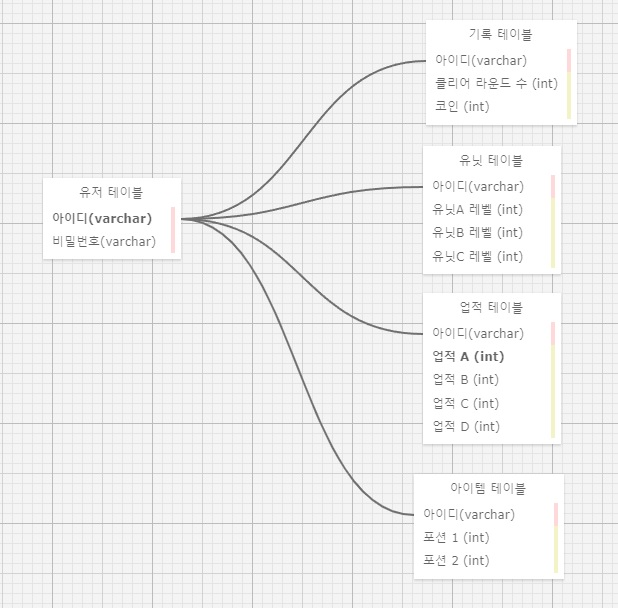 기록 테이블
아이디(varchar)
클리어 라운드 수 (int)
코인 (int)
유닛 테이블
아이디(varchar)
유닛A 레벨 (int)
유닛B 레벨 (int)
유닛C 레벨 (int)
유저 테이블
아이디(varchar)
비밀번호(varchar)
업적 테이블
아이디(varchar)
업적 A (int)
업적 B (int)
업적 C (int)
업적 D (int)
아이템 테이블
아이디(varchar)
포션 1 (int)
포션 2 (int)